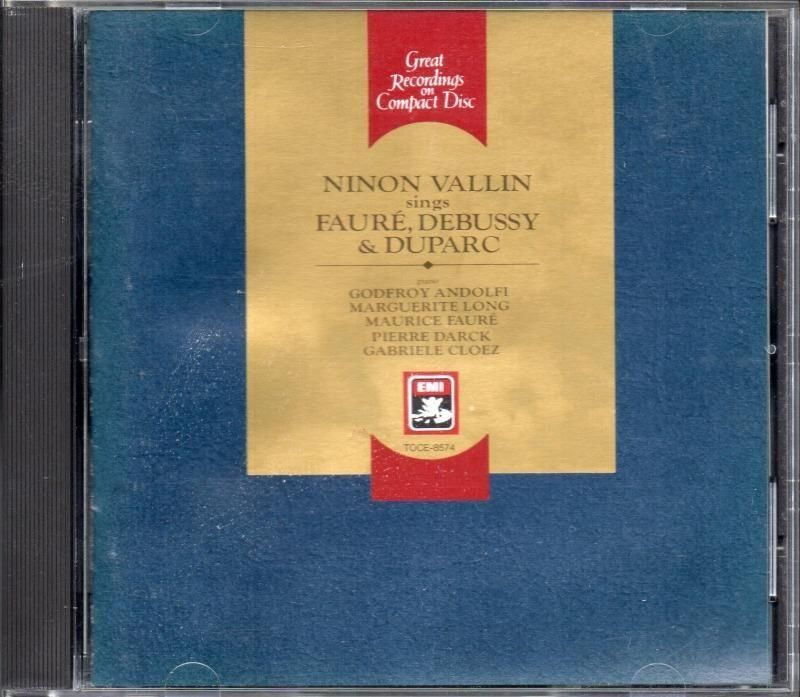 Great
Recordings
on
Compact Disc
NINON VALLIN
sings
FAURÉ, DEBUSSY
& DUPARC
piano
GODFROY ANDOLFI
MARGUERITE LONG
MAURICE FAURÉ
PIERRE DARCK
GABRIELE CLOEZ
EMI
TOCE-8574